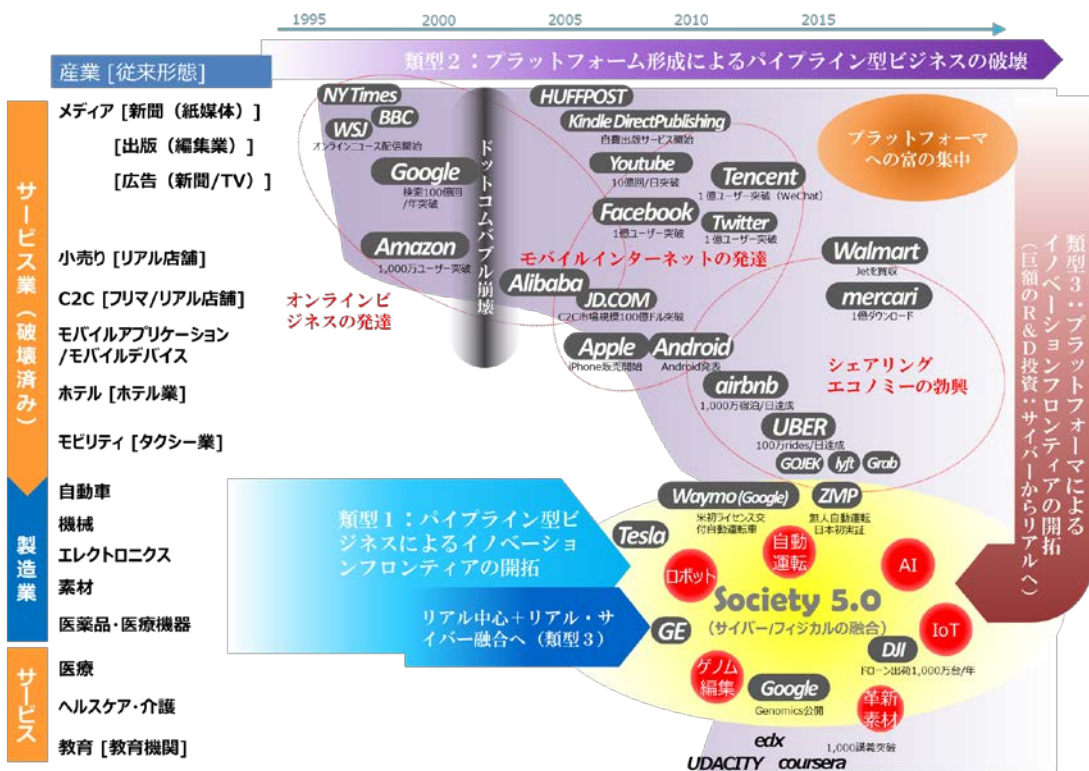 1995 2000 2005 2010 2015
類型２：プラットフォーム形成によるパイプライン型ビジネスの破壊
産業 [従来形態]
サービス業（破壊済み）
メディア [新聞（紙媒体）]
[出版（編集業）]
[広告（新聞/TV）]
小売り [リアル店舗]
C2C [フリマ/リアル店舗]
モバイルアプリケーション
/モバイルデバイス
ホテル [ホテル業]
モビリティ [タクシー業]
製造業
自動車
機械
エレクトロニクス
素材
医薬品・医療機器
サービス
医療
ヘルスケア・介護
教育 [教育機関]
NY Times
BBC
WSJ
オンラインニュース配信開始
Google
検索100億回
/年突破
Amazon
1,000万ユーザー突破
オンラインビ
ジネスの発達
ドットコムバブル崩壊
HUFFPOST
Kindle DirectPublishing
自費出版サービス開始
Youtube
10億回/日突破
Tencent
1億ユーザー突破（WeChat）
Facebook
1億ユーザー突破
Twitter
1億ユーザー突破
モバイルインターネットの発達
Alibaba
JD.COM
C2C市場規模100億ドル突破
Apple
iPhone販売開始
Android
Android発表
プラットフォーマ
への富の集中
Walmart
Jetを買収
mercari
1億ダウンロード
シェアリング
エコノミーの勃興
airbnb
1,000万宿泊/日達成
UBER
100万rides/日達成
GOJEK
lyft
Grab
類型３：プラットフォーマによる
イノベーションフロンティアの開拓
（巨額のR&D投資：サイバーからリアルへ）
類型１：パイプライン型ビ
ジネスによるイノベーショ
ンフロンティアの開拓
リアル中心＋リアル・サ
イバー融合へ（類型３）
Waymo (Google)
米初ライセンス交
付自動運転車
ZMP
無人自動運転
日本初実証
Tesla
ロボット
自動
運転
AI
Society 5.0
（サイバー/フィジカルの融合）
IoT
GE
DJI
ドローン出荷1,000万台/年
ゲノム
編集
Google
Genomics公開
革新
素材
edx
1,000講義突破
UDACITY
coursera